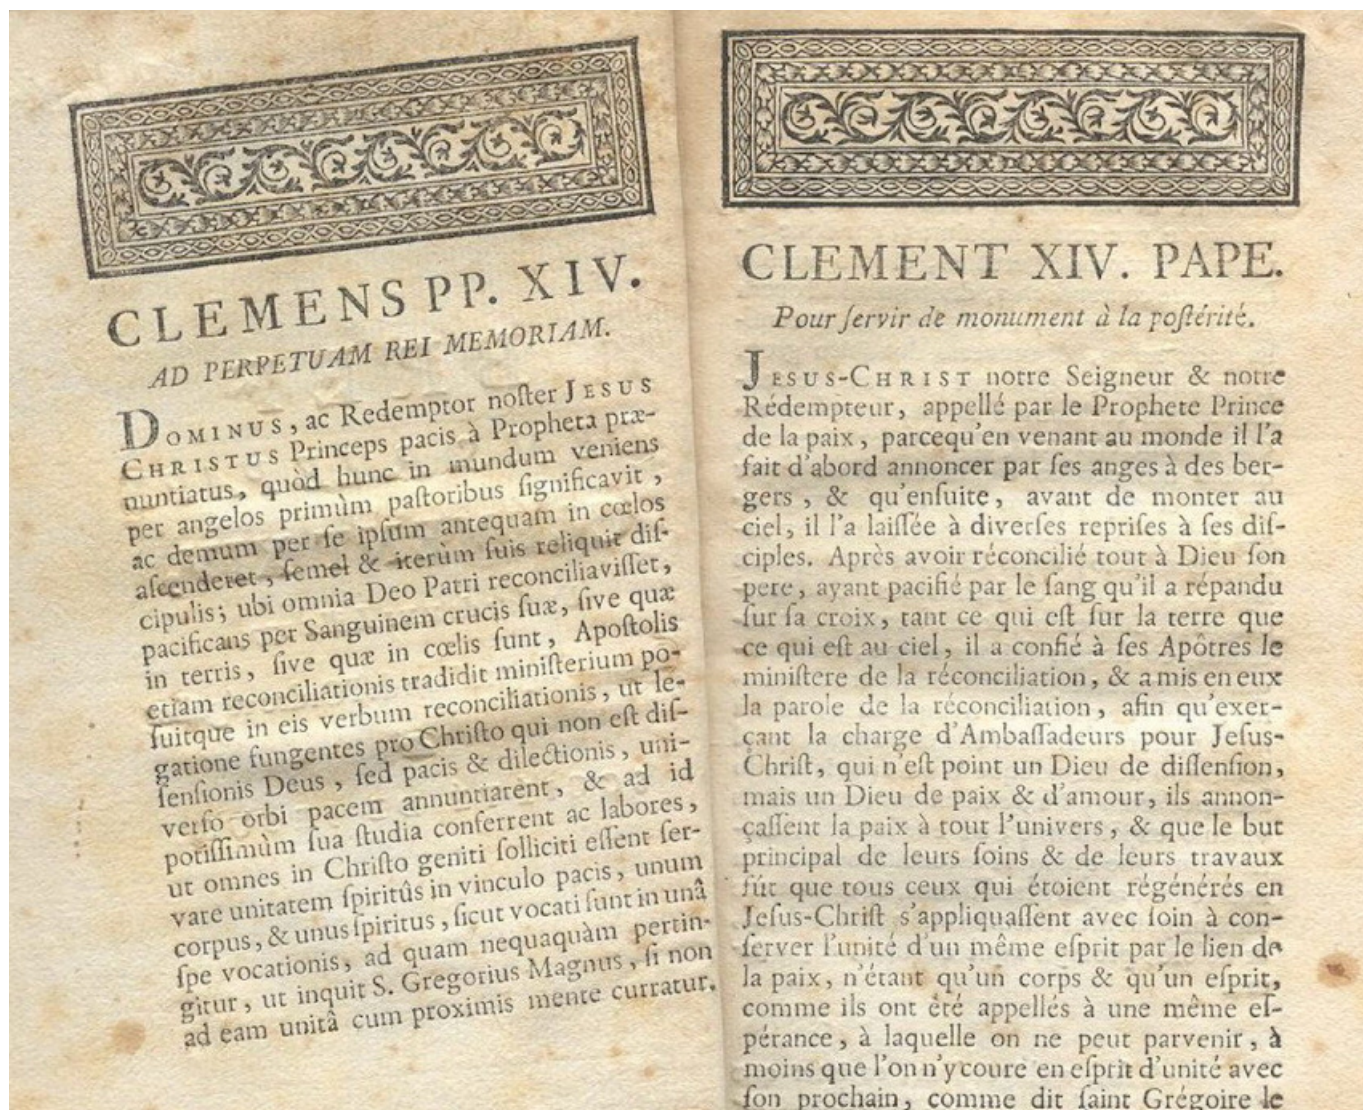 CLEMENS PP. XIV.
AD PERPETUAM REI MEMORIAM.
DOMINUS, ac Redemptor noſter JESUS
CHRISTUS Princeps pacis à Propheta præ-
nuntiatus, quòd hunc in mundum veniens
per angelos primùm paſtoribus ſignificavit,
ac demum per ſe ipſum antequam in cœlos
aſcenderet, ſemel & iterùm ſuis reliquit diſ-
cipulis; ubi omnia Deo Patri reconciliaviſſet,
pacificans per Sanguinem crucis ſuæ, ſive quæ
in terris, ſive quæ in cœlis ſunt, Apoſtolis
etiam reconciliationis tradidit miniſterium po-
ſuitque in eis verbum reconciliationis, ut le-
gatione fungentes pro Chriſto qui non eſt diſ-
ſenſionis Deus, ſed pacis & dilectionis, uni-
verſo orbi pacem annuntiarent, & ad id
potiſſimùm ſua ſtudia conferrent ac labores,
ut omnes in Chriſto geniti ſolliciti eſſent ſer-
vare unitatem ſpiritûs in vinculo pacis, unum
corpus, & unus ſpiritus, ſicut vocati ſunt in unâ
ſpe vocationis, ad quam nequaquàm pertin-
gitur, ut inquit S. Gregorius Magnus, ſi non
ad eam unitâ cum proximis mente curratur.
CLEMENT XIV. PAPE.
Pour ſervir de monument à la poſtérité.
JESUS-CHRIST notre Seigneur & notre
Rédempteur, appellé par le Prophete Prince
de la paix, parcequ'en venant au monde il l'a
fait d'abord annoncer par ſes anges à des ber-
gers, & qu'enſuite, avant de monter au
ciel, il l'a laiſſée à diverſes repriſes à ſes diſ-
ciples. Après avoir réconcilié tout à Dieu ſon
pere, ayant pacifié par le ſang qu'il a répandu
ſur ſa croix, tant ce qui eſt ſur la terre que
ce qui eſt au ciel, il a confié à ſes Apôtres le
miniſtere de la réconciliation, & a mis en eux
la parole de la réconciliation, afin qu'exer-
çant la charge d'Ambaſſadeurs pour Jeſus-
Chriſt, qui n'eſt point un Dieu de diſſenſion,
mais un Dieu de paix & d'amour, ils annon-
çaſſent la paix à tout l'univers, & que le but
principal de leurs ſoins & de leurs travaux
fût que tous ceux qui étoient régénérés en
Jeſus-Chriſt s'appliquaſſent avec ſoin à con-
ſerver l'unité d'un même eſprit par le lien de
la paix, n'étant qu'un corps & qu'un eſprit,
comme ils ont été appellés à une même eſ-
pérance, à laquelle on ne peut parvenir, à
moins que l'on n'y coure en eſprit d'unité avec
ſon prochain, comme dit ſaint Grégoire le